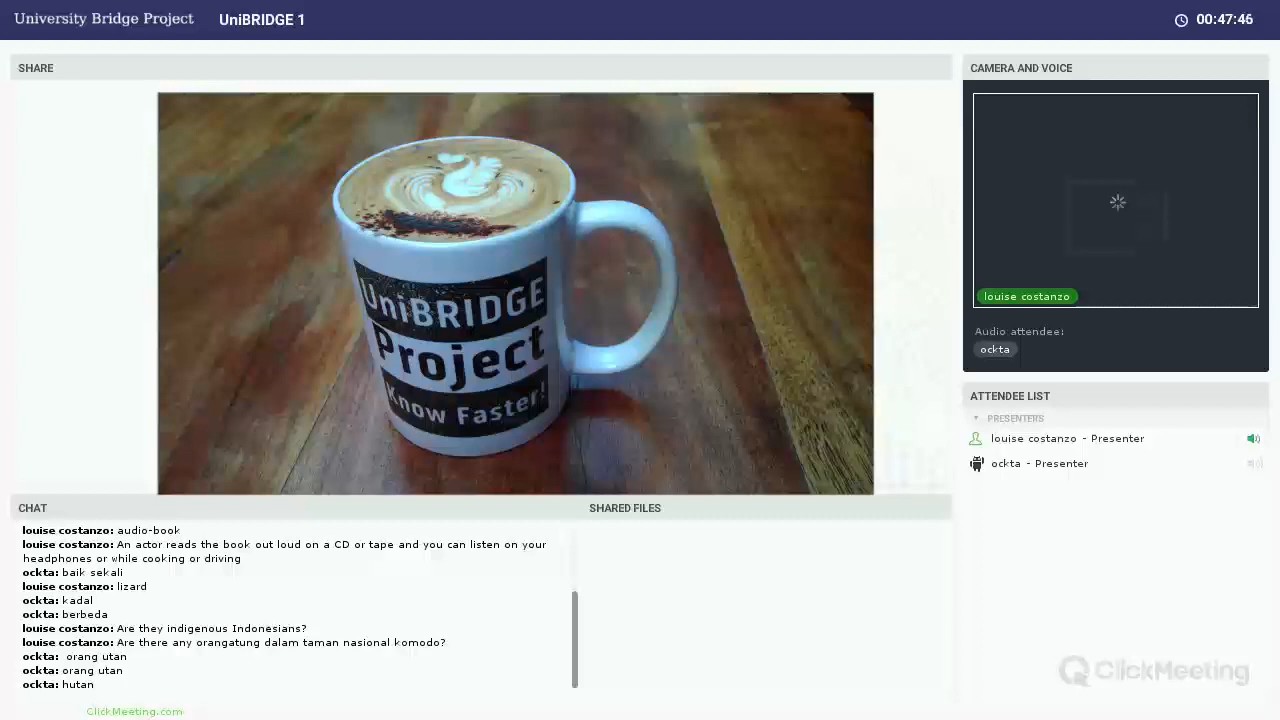 University Bridge Project
UniBRIDGE 1
00:47:46
SHARE
CAMERA AND VOICE
UniBRIDGE
Project
Know Faster!
louise costanzo
Audio attendee:
ockta
ATTENDEE LIST
PRESENTERS
louise costanzo - Presenter
ockta - Presenter
CHAT
SHARED FILES
louise costanzo: audio-book
louise costanzo: An actor reads the book out loud on a CD or tape and you can listen on your
headphones or while cooking or driving
ockta: baik sekali
louise costanzo: lizard
ockta: kadal
ockta: berbeda
louise costanzo: Are they indigenous Indonesians?
louise costanzo: Are there any orangatung dalam taman nasional komodo?
ockta: orang utan
ockta: orang utan
ockta: hutan
ClickMeeting
ClickMeeting.com